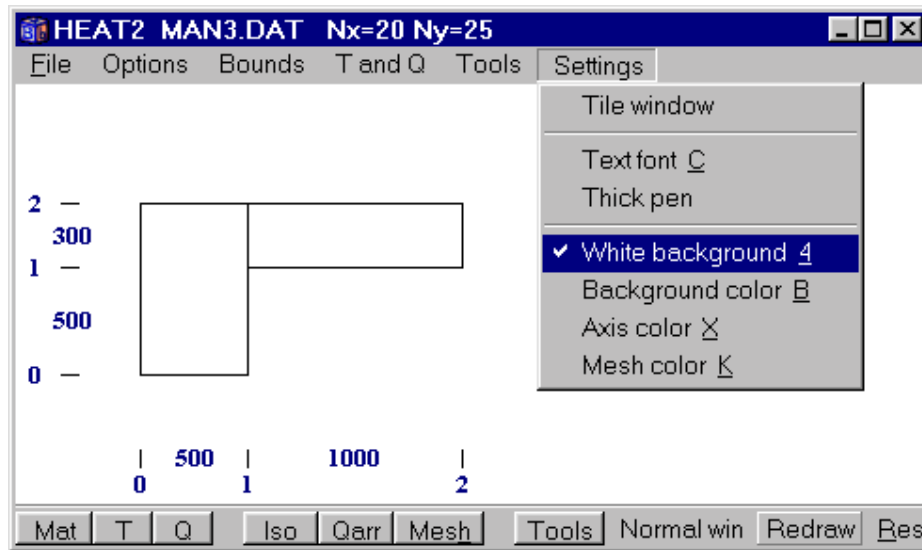 HEAT2 MAN3.DAT Nx=20 Ny=25
File Options Bounds T and Q Tools Settings
Tile window
Text font C
Thick pen
White background 4
Background color B
Axis color X
Mesh color K
2
300
1
500
0
500 1000
0 1 2
Mat T Q Iso Qarr Mesh Tools Normal win Redraw Res